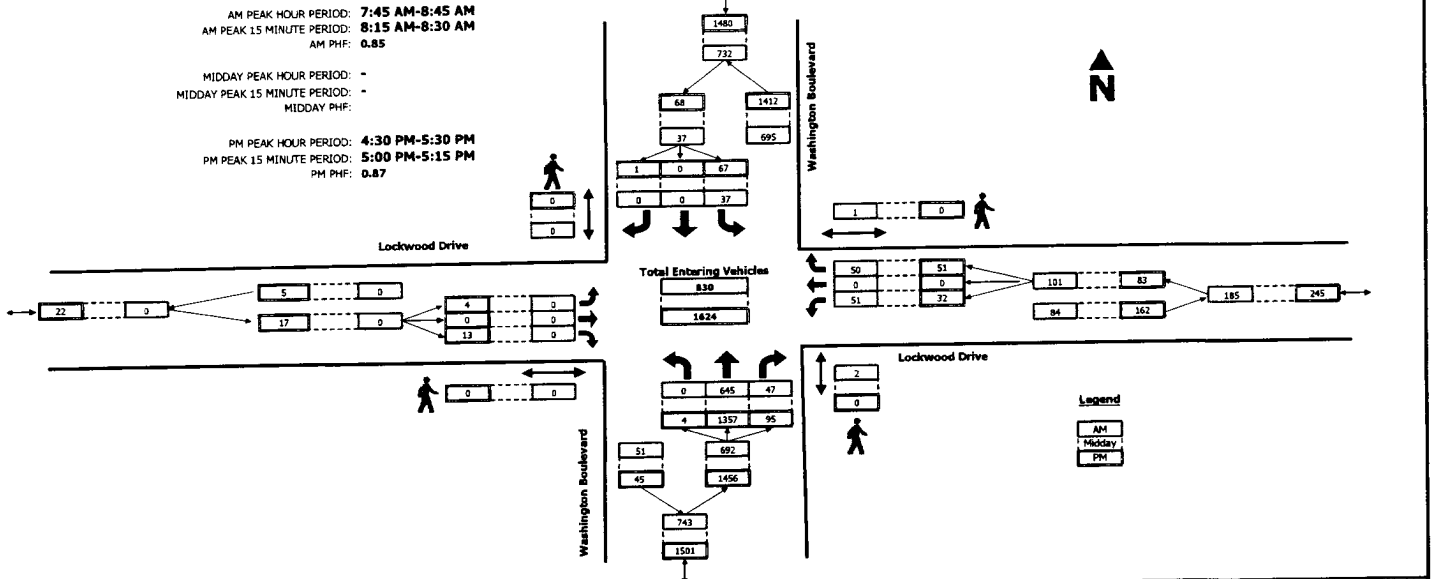 AM PEAK HOUR PERIOD: 7:45 AM-8:45 AM
AM PEAK 15 MINUTE PERIOD: 8:15 AM-8:30 AM
AM PHF: 0.85
MIDDAY PEAK HOUR PERIOD: -
MIDDAY PEAK 15 MINUTE PERIOD: -
MIDDAY PHF:
PM PEAK HOUR PERIOD: 4:30 PM-5:30 PM
PM PEAK 15 MINUTE PERIOD: 5:00 PM-5:15 PM
PM PHF: 0.87
1480
732
68 1412
37 695
1 0 67
0 0 37
Washington Boulevard
N
0
0
1 0
Lockwood Drive
Total Entering Vehicles
830
1624
22 0
5 0
17 0
4 0
0 0
13 0
50 51
0 0
51 32
101 83
84 162
185 245
Lockwood Drive
0 0
0 645 47
4 1357 95
51 692
45 1456
743
1501
Washington Boulevard
2
0
Legend
AM
Midday
PM